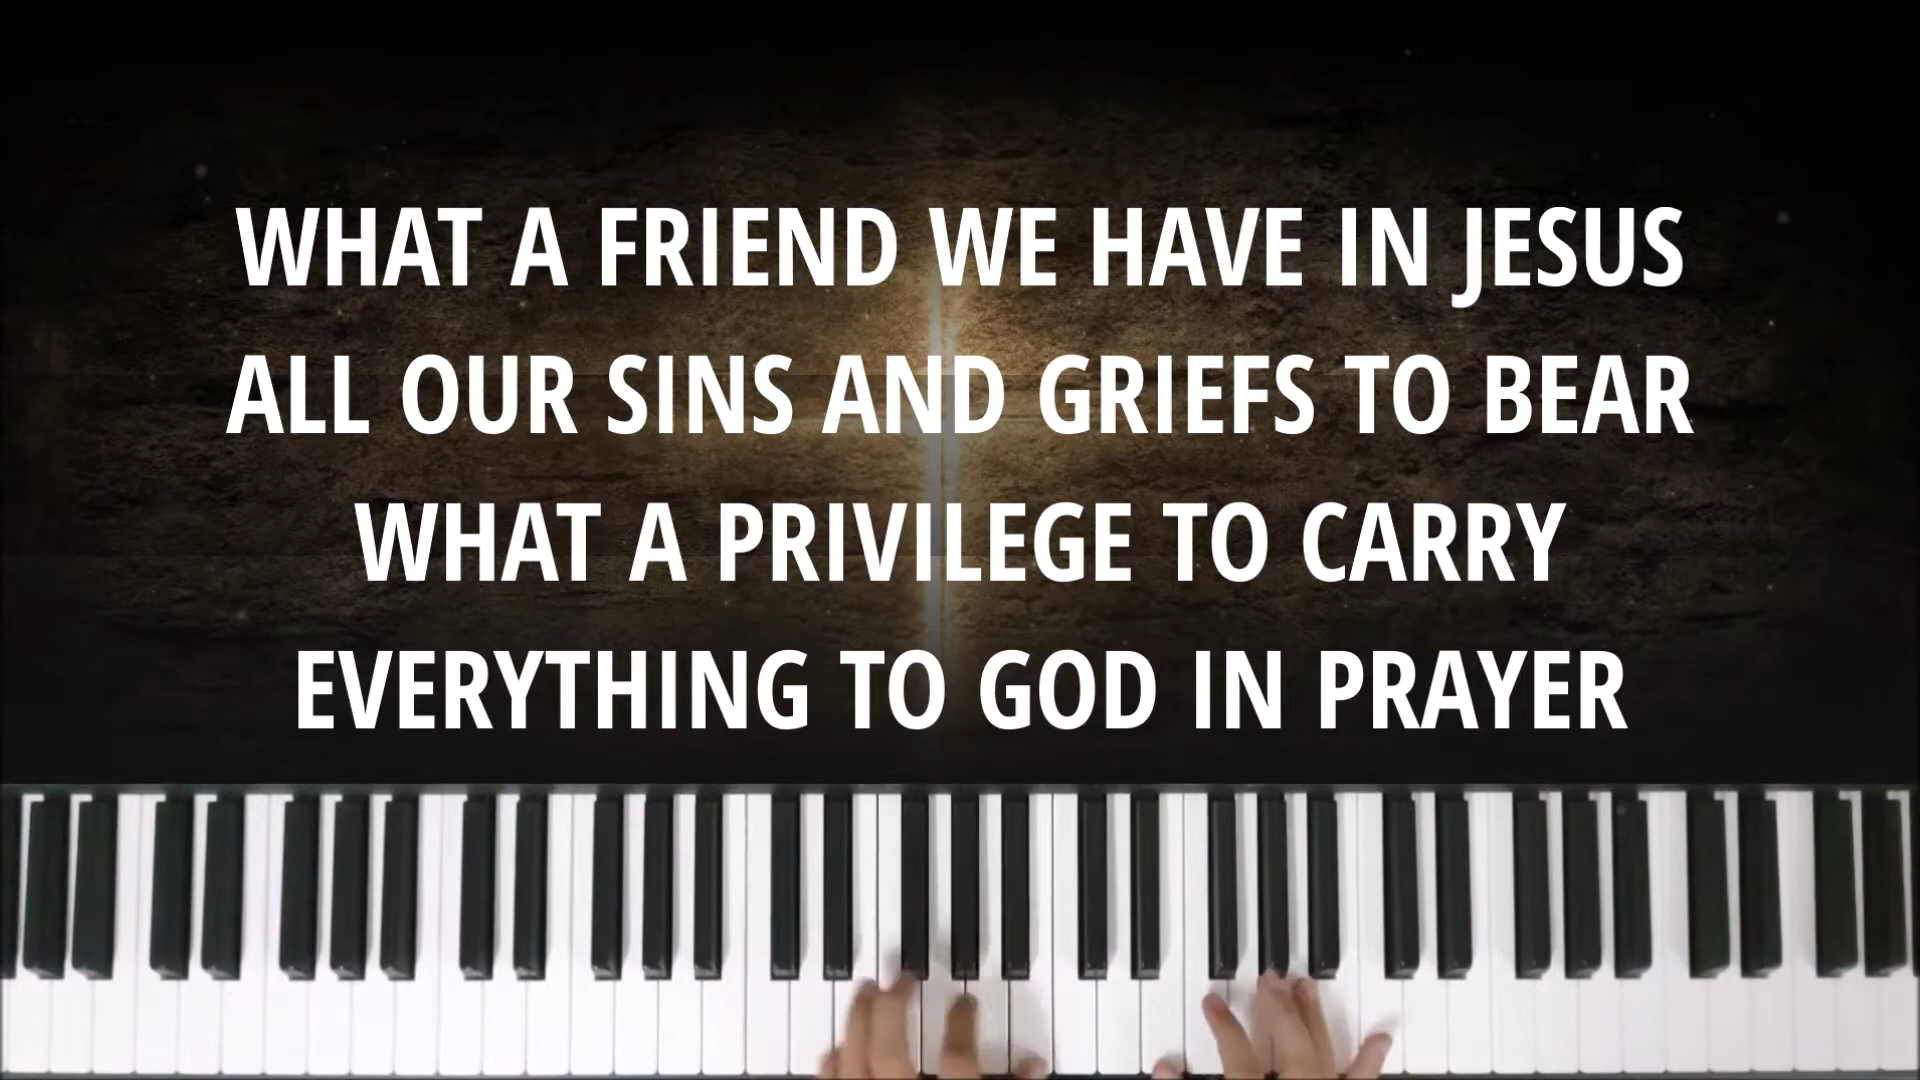 WHAT A FRIEND WE HAVE IN JESUS
ALL OUR SINS AND GRIEFS TO BEAR
WHAT A PRIVILEGE TO CARRY
EVERYTHING TO GOD IN PRAYER